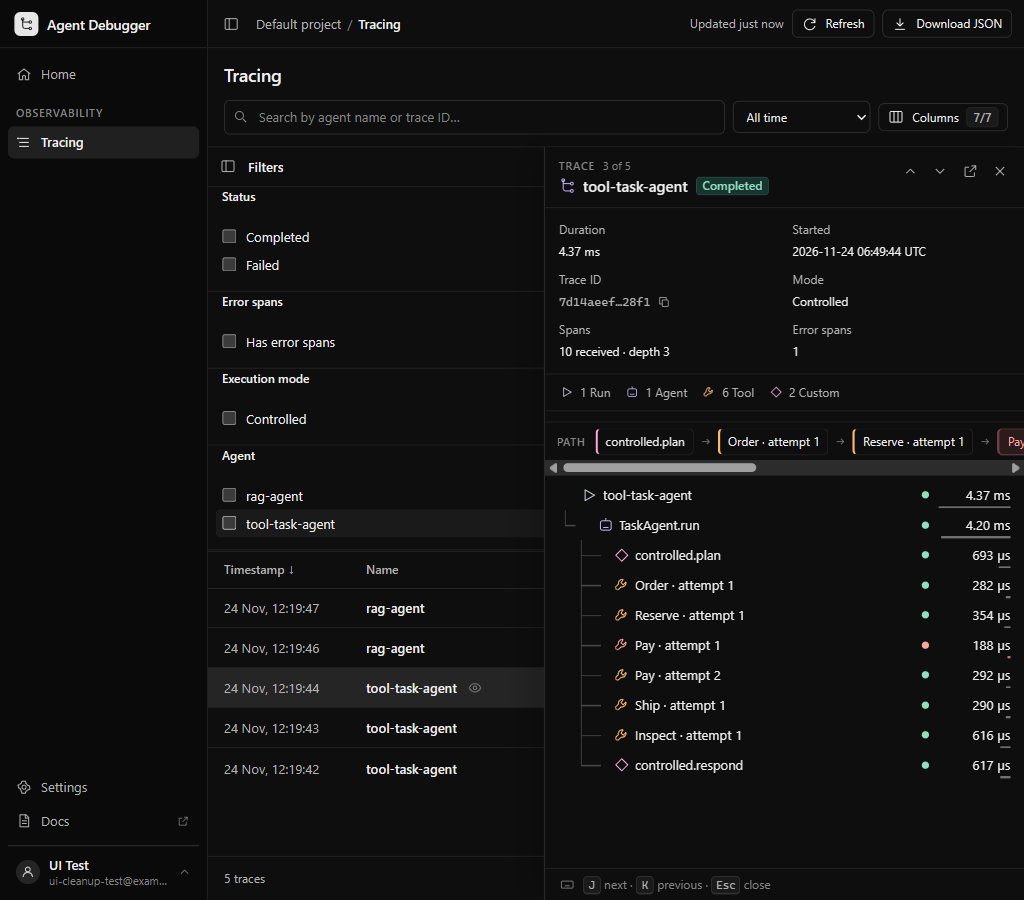 Agent Debugger
Default project / Tracing
Updated just now
Refresh
Download JSON
Home
OBSERVABILITY
Tracing
Settings
Docs
UI Test
ui-cleanup-test@exam...
Tracing
Search by agent name or trace ID...
All time
Columns 7/7
Filters
Status
Completed
Failed
Error spans
Has error spans
Execution mode
Controlled
Agent
rag-agent
tool-task-agent
Timestamp ↓ Name
24 Nov, 12:19:47 rag-agent
24 Nov, 12:19:46 rag-agent
24 Nov, 12:19:44 tool-task-agent
24 Nov, 12:19:43 tool-task-agent
24 Nov, 12:19:42 tool-task-agent
5 traces
TRACE 3 of 5
tool-task-agent Completed
Duration Started
4.37 ms 2026-11-24 06:49:44 UTC
Trace ID Mode
7d14aeef…28f1 Controlled
Spans Error spans
10 received · depth 3 1
1 Run 1 Agent 6 Tool 2 Custom
PATH controlled.plan → Order · attempt 1 → Reserve · attempt 1 → Pay
tool-task-agent 4.37 ms
TaskAgent.run 4.20 ms
controlled.plan 693 µs
Order · attempt 1 282 µs
Reserve · attempt 1 354 µs
Pay · attempt 1 188 µs
Pay · attempt 2 292 µs
Ship · attempt 1 290 µs
Inspect · attempt 1 616 µs
controlled.respond 617 µs
J next · K previous · Esc close